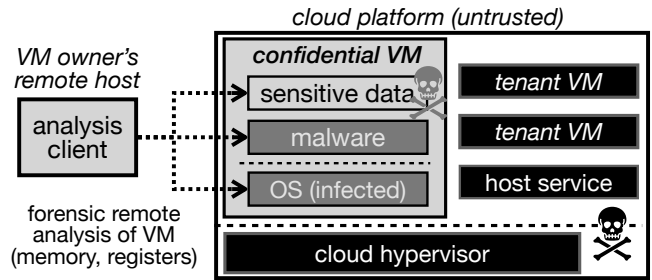 cloud platform (untrusted)
VM owner's
remote host
confidential VM
analysis
client
sensitive data
malware
OS (infected)
tenant VM
tenant VM
host service
forensic remote
analysis of VM
(memory, registers)
cloud hypervisor